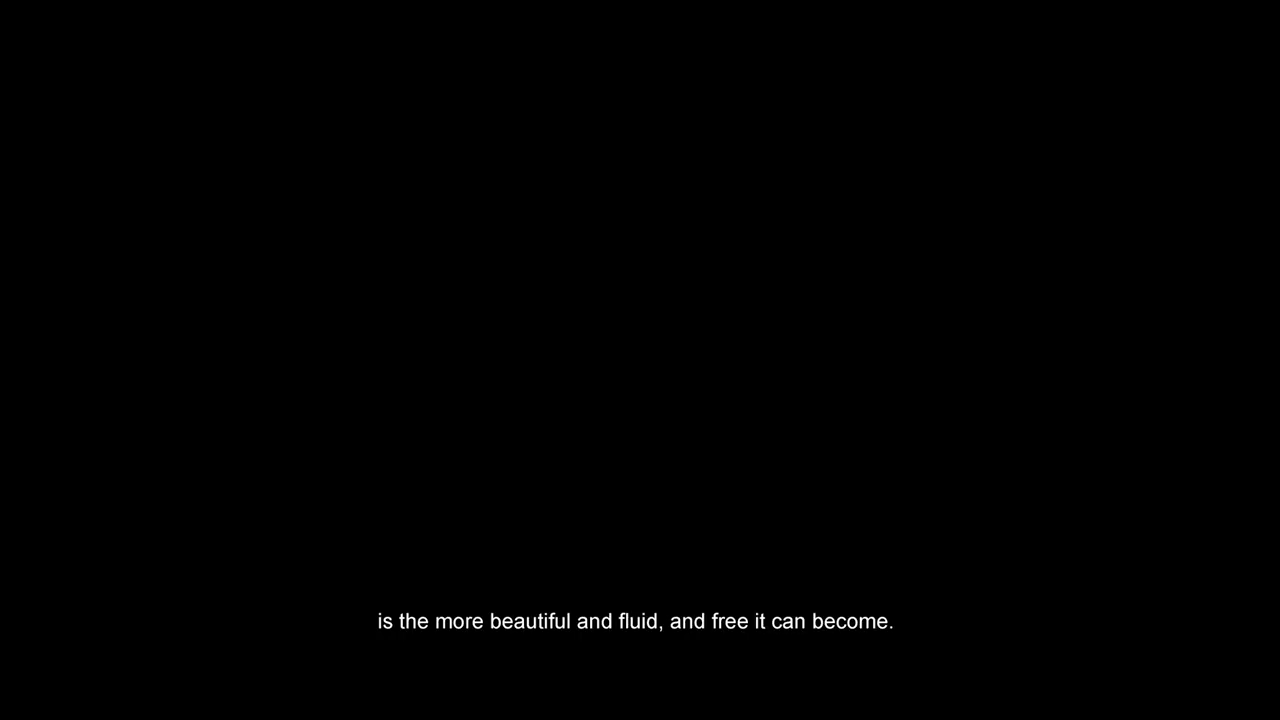 is the more beautiful and fluid, and free it can become.